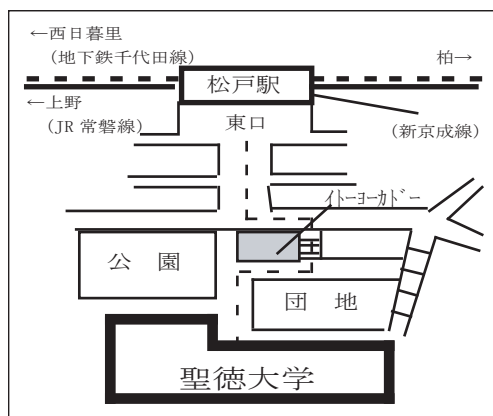 ←西日暮里
(地下鉄千代田線)
柏→
松戸駅
←上野
(JR 常磐線)
東口
(新京成線)
ｲﾄｰﾖｰｶﾄﾞｰ
公 園
団 地
聖徳大学